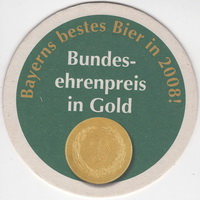 Bayerns bestes Bier in 2008!
Bundes-
ehrenpreis
in Gold